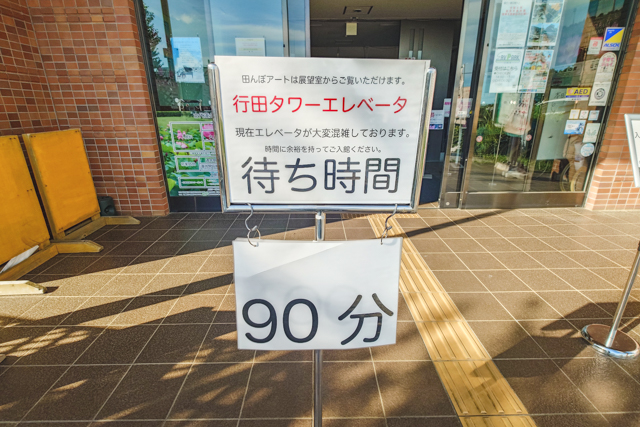 田んぼアートは展望室からご覧いただけます。
行田タワーエレベータ
現在エレベータが大変混雑しております。
時間に余裕を持ってご入館ください。
待ち時間
90 分
AED